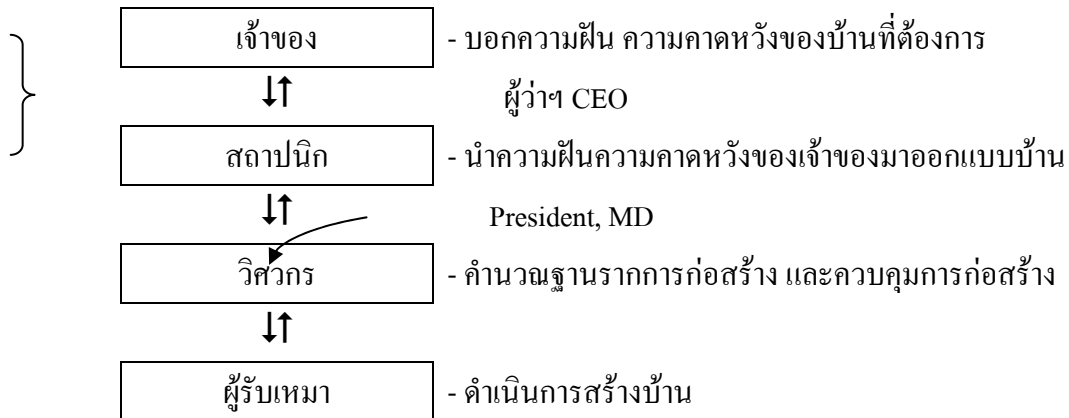 เจ้าของ - บอกความฝัน ความคาดหวังของบ้านที่ต้องการ
ผู้ว่าฯ CEO
สถาปนิก - นำความฝันความคาดหวังของเจ้าของมาออกแบบบ้าน
President, MD
วิศวกร - คำนวณฐานรากการก่อสร้าง และควบคุมการก่อสร้าง
ผู้รับเหมา - ดำเนินการสร้างบ้าน